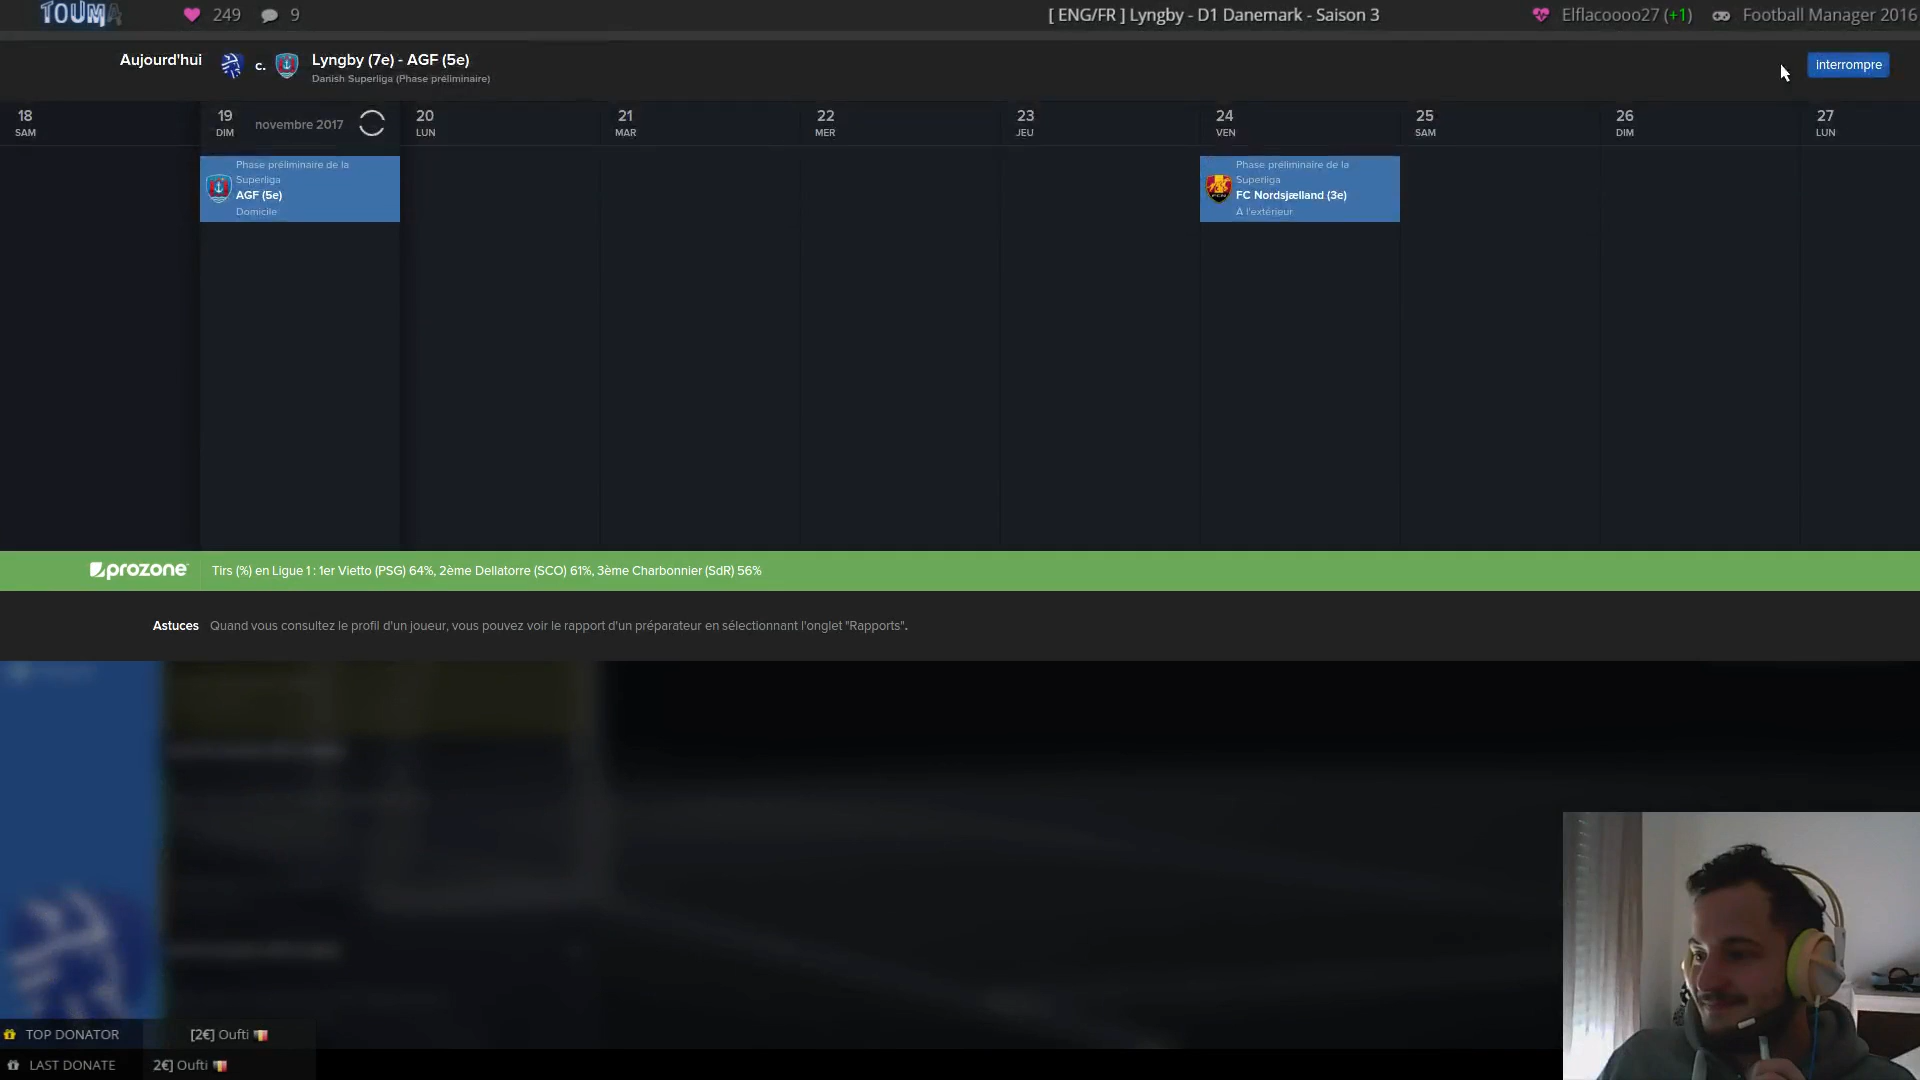 TOUMA
249
9
[ ENG/FR ] Lyngby - D1 Danemark - Saison 3
Elflacoooo27 (+1)
Football Manager 2016
Aujourd'hui
c.
Lyngby (7e) - AGF (5e)
Danish Superliga (Phase préliminaire)
interrompre
18
SAM
19
DIM
novembre 2017
20
LUN
21
MAR
22
MER
23
JEU
24
VEN
25
SAM
26
DIM
27
LUN
Phase préliminaire de la
Superliga
AGF (5e)
Domicile
Phase préliminaire de la
Superliga
FC Nordsjælland (3e)
À l'extérieur
prozone
Tirs (%) en Ligue 1 : 1er Vietto (PSG) 64%, 2ème Dellatorre (SCO) 61%, 3ème Charbonnier (SdR) 56%
Astuces Quand vous consultez le profil d'un joueur, vous pouvez voir le rapport d'un préparateur en sélectionnant l'onglet "Rapports".
TOP DONATOR
[2€] Oufti
LAST DONATE
2€] Oufti